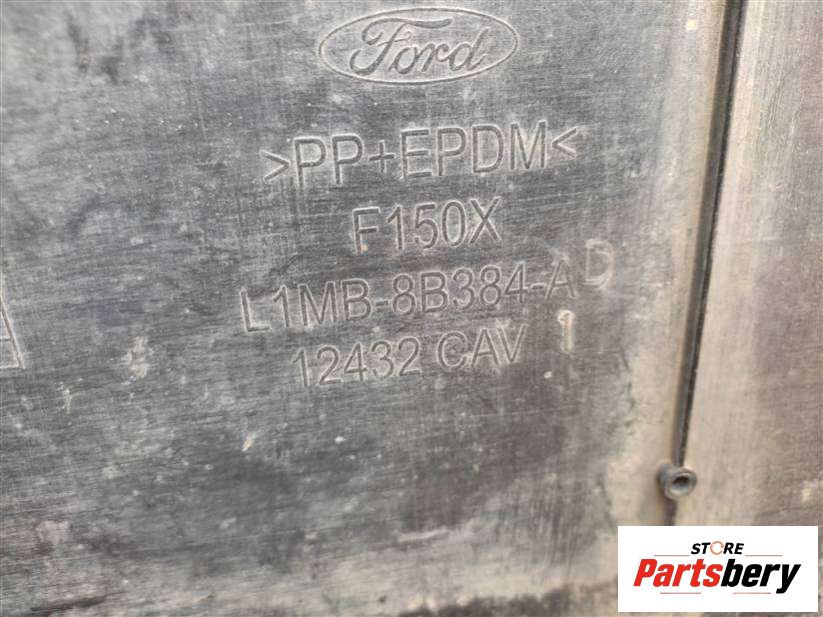 Ford
>PP+EPDM<
F150X
L1MB-8B384-AD
12432 CAV 1
STORE
Partsbery